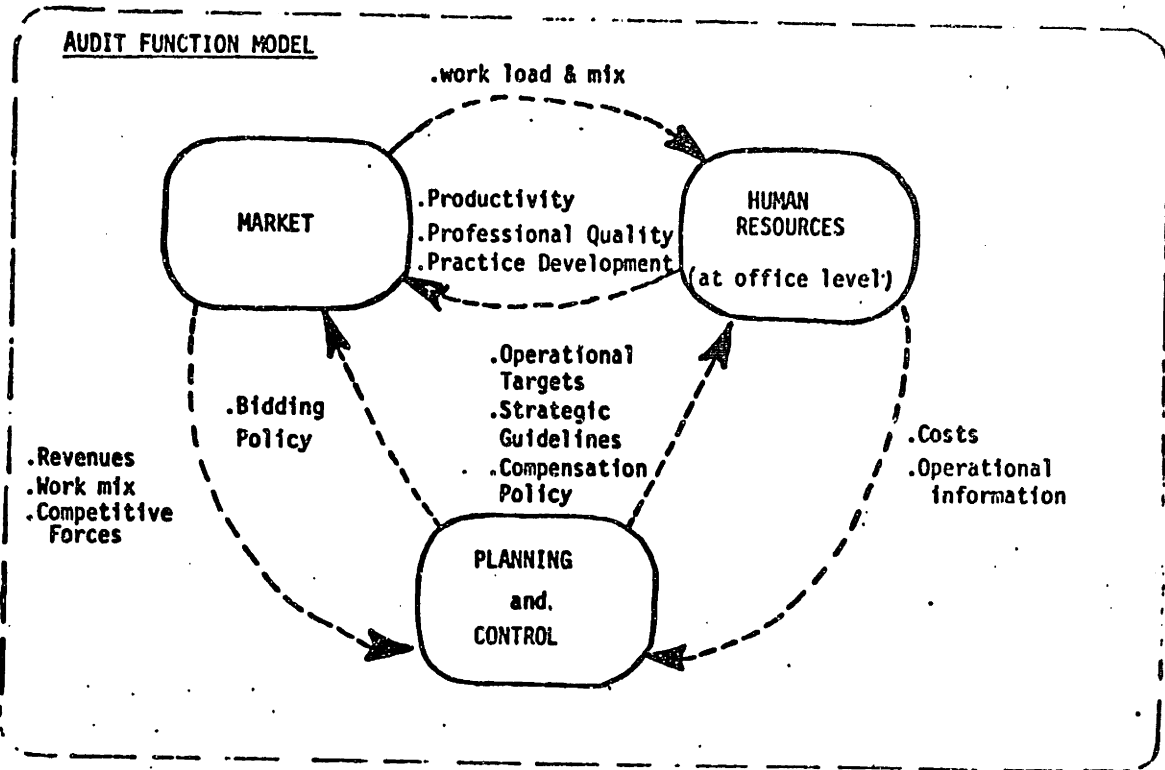 AUDIT FUNCTION MODEL
.work load & mix
MARKET
.Productivity
.Professional Quality
.Practice Development
HUMAN
RESOURCES
(at office level)
.Operational
Targets
.Strategic
Guidelines
.Compensation
Policy
.Bidding
Policy
.Revenues
.Work mix
.Competitive
Forces
.Costs
.Operational
information
PLANNING
and.
CONTROL